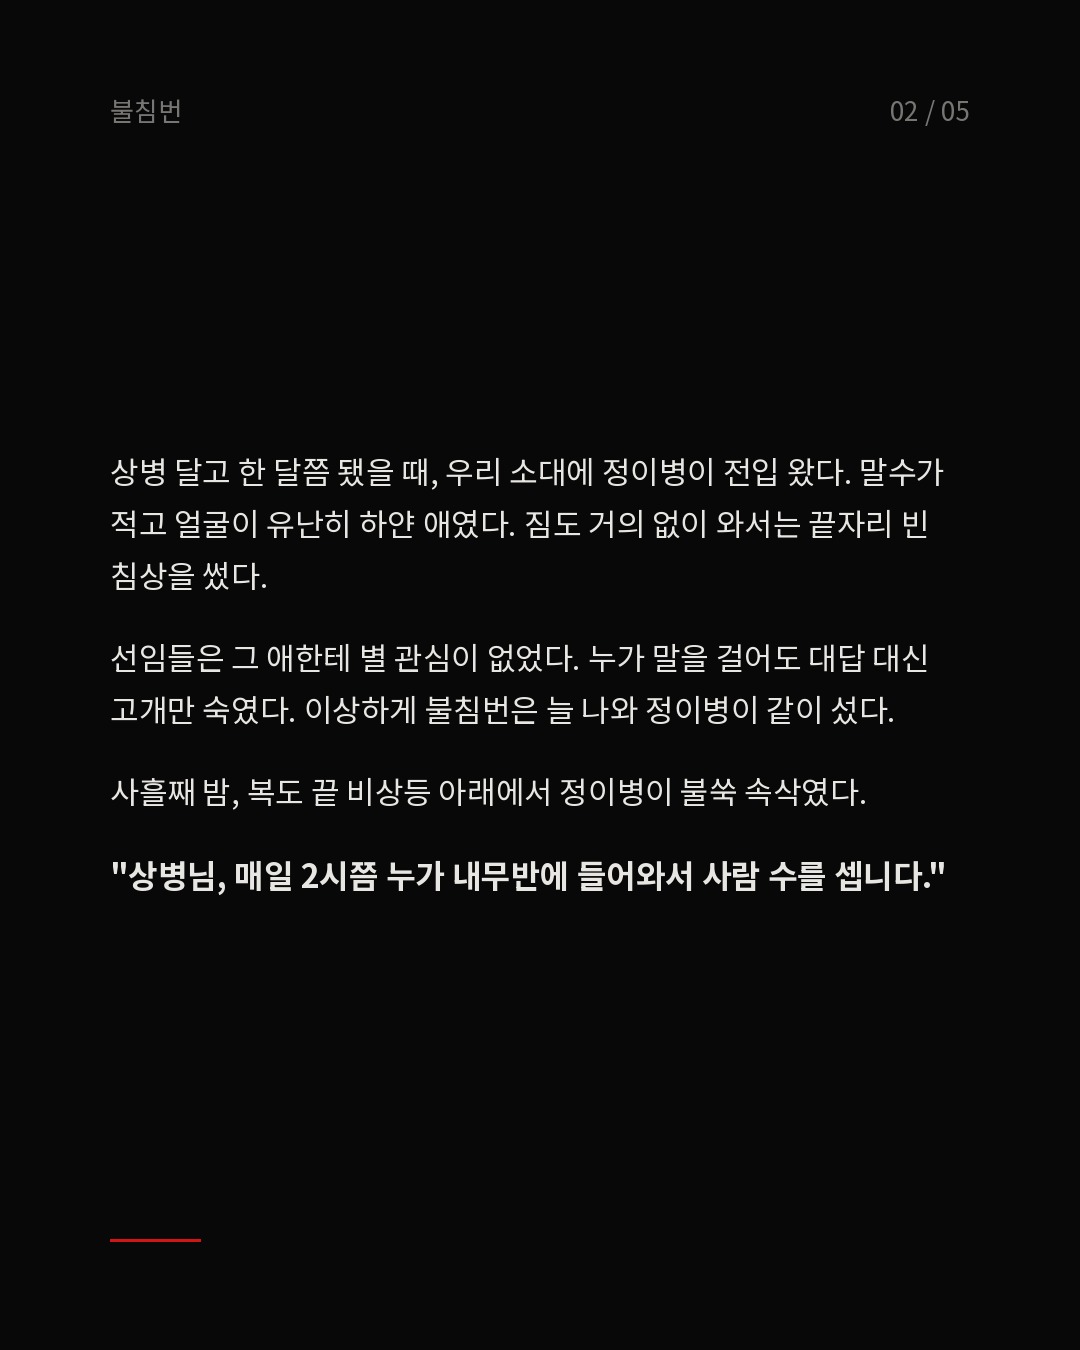 불침번
02 / 05
상병 달고 한 달쯤 됐을 때, 우리 소대에 정이병이 전입 왔다. 말수가
적고 얼굴이 유난히 하얀 애였다. 짐도 거의 없이 와서는 끝자리 빈
침상을 썼다.
선임들은 그 애한테 별 관심이 없었다. 누가 말을 걸어도 대답 대신
고개만 숙였다. 이상하게 불침번은 늘 나와 정이병이 같이 섰다.
사흘째 밤, 복도 끝 비상등 아래에서 정이병이 불쑥 속삭였다.
"상병님, 매일 2시쯤 누가 내무반에 들어와서 사람 수를 셉니다."